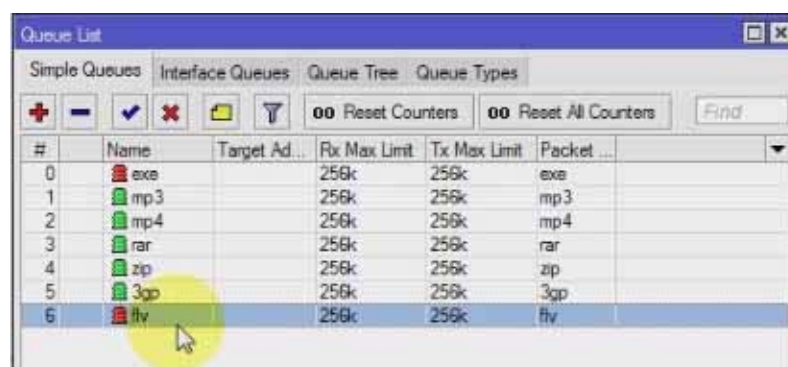 Queue List
Simple Queues Interface Queues Queue Tree Queue Types
00 Reset Counters 00 Reset All Counters Find
# Name Target Ad... Rx Max Limit Tx Max Limit Packet ...
0 exe 256k 256k exe
1 mp3 256k 256k mp3
2 mp4 256k 256k mp4
3 rar 256k 256k rar
4 zip 256k 256k zip
5 3gp 256k 256k 3gp
6 flv 256k 256k flv